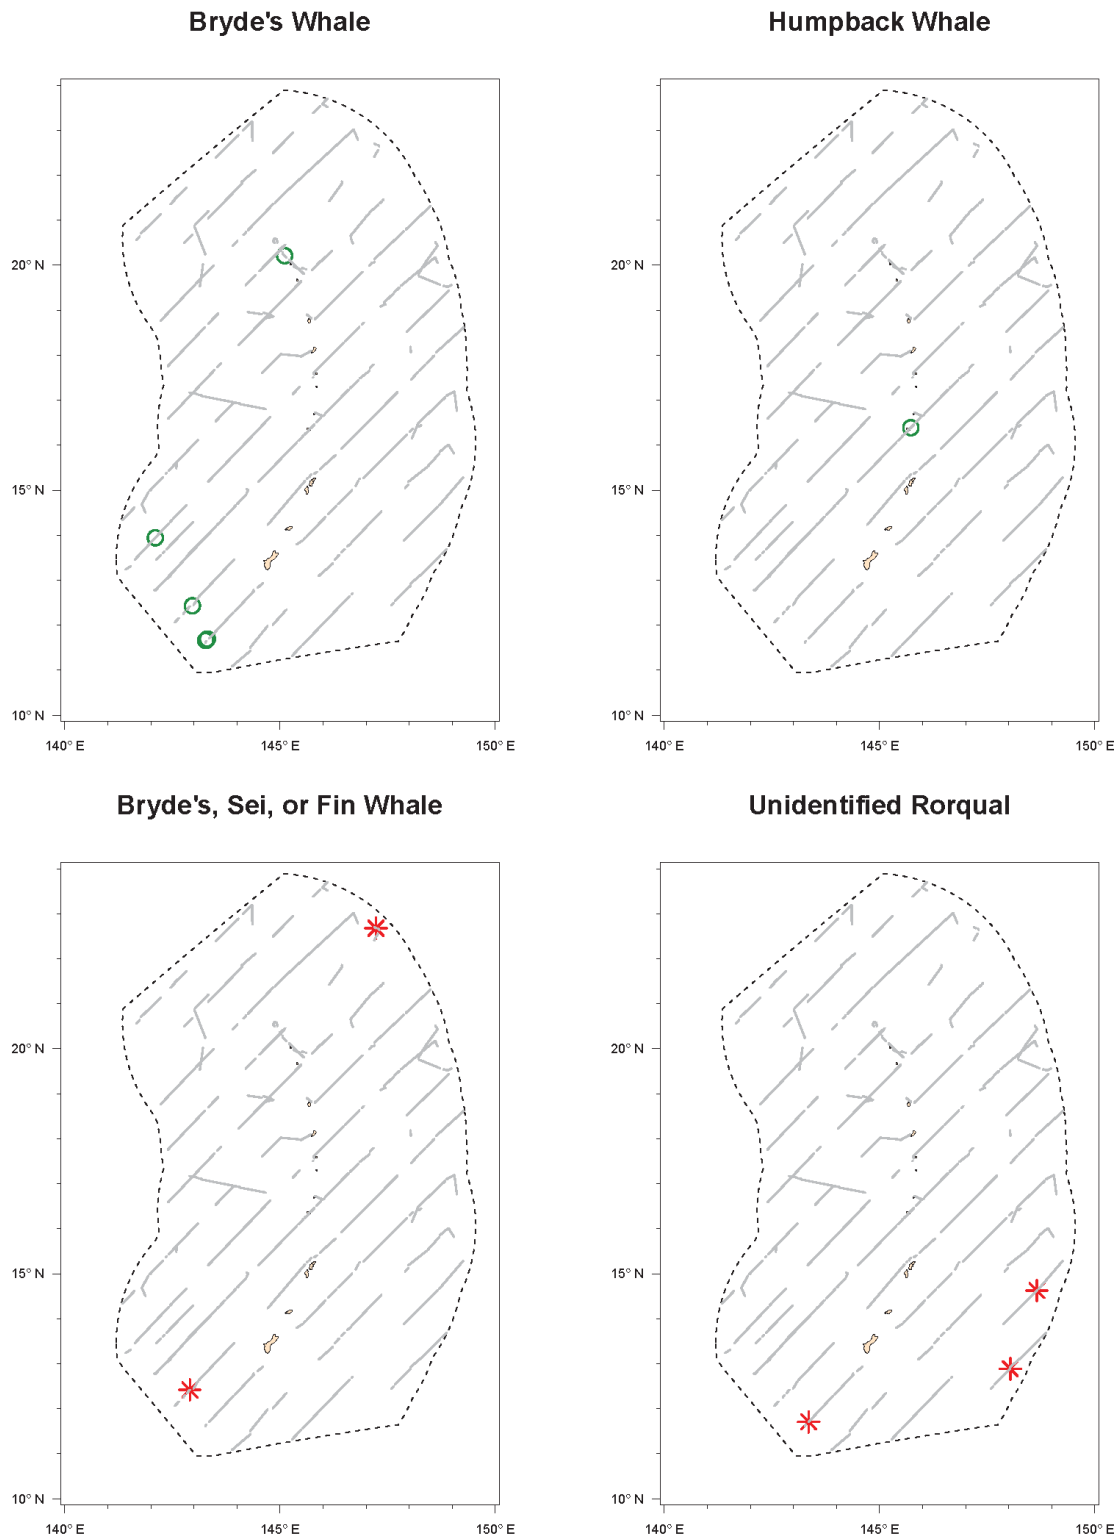 Bryde's Whale
Humpback Whale
20° N
15° N
10° N
140° E
145° E
150° E
20° N
15° N
10° N
140° E
145° E
150° E
Bryde's, Sei, or Fin Whale
Unidentified Rorqual
20° N
15° N
10° N
140° E
145° E
150° E
20° N
15° N
10° N
140° E
145° E
150° E